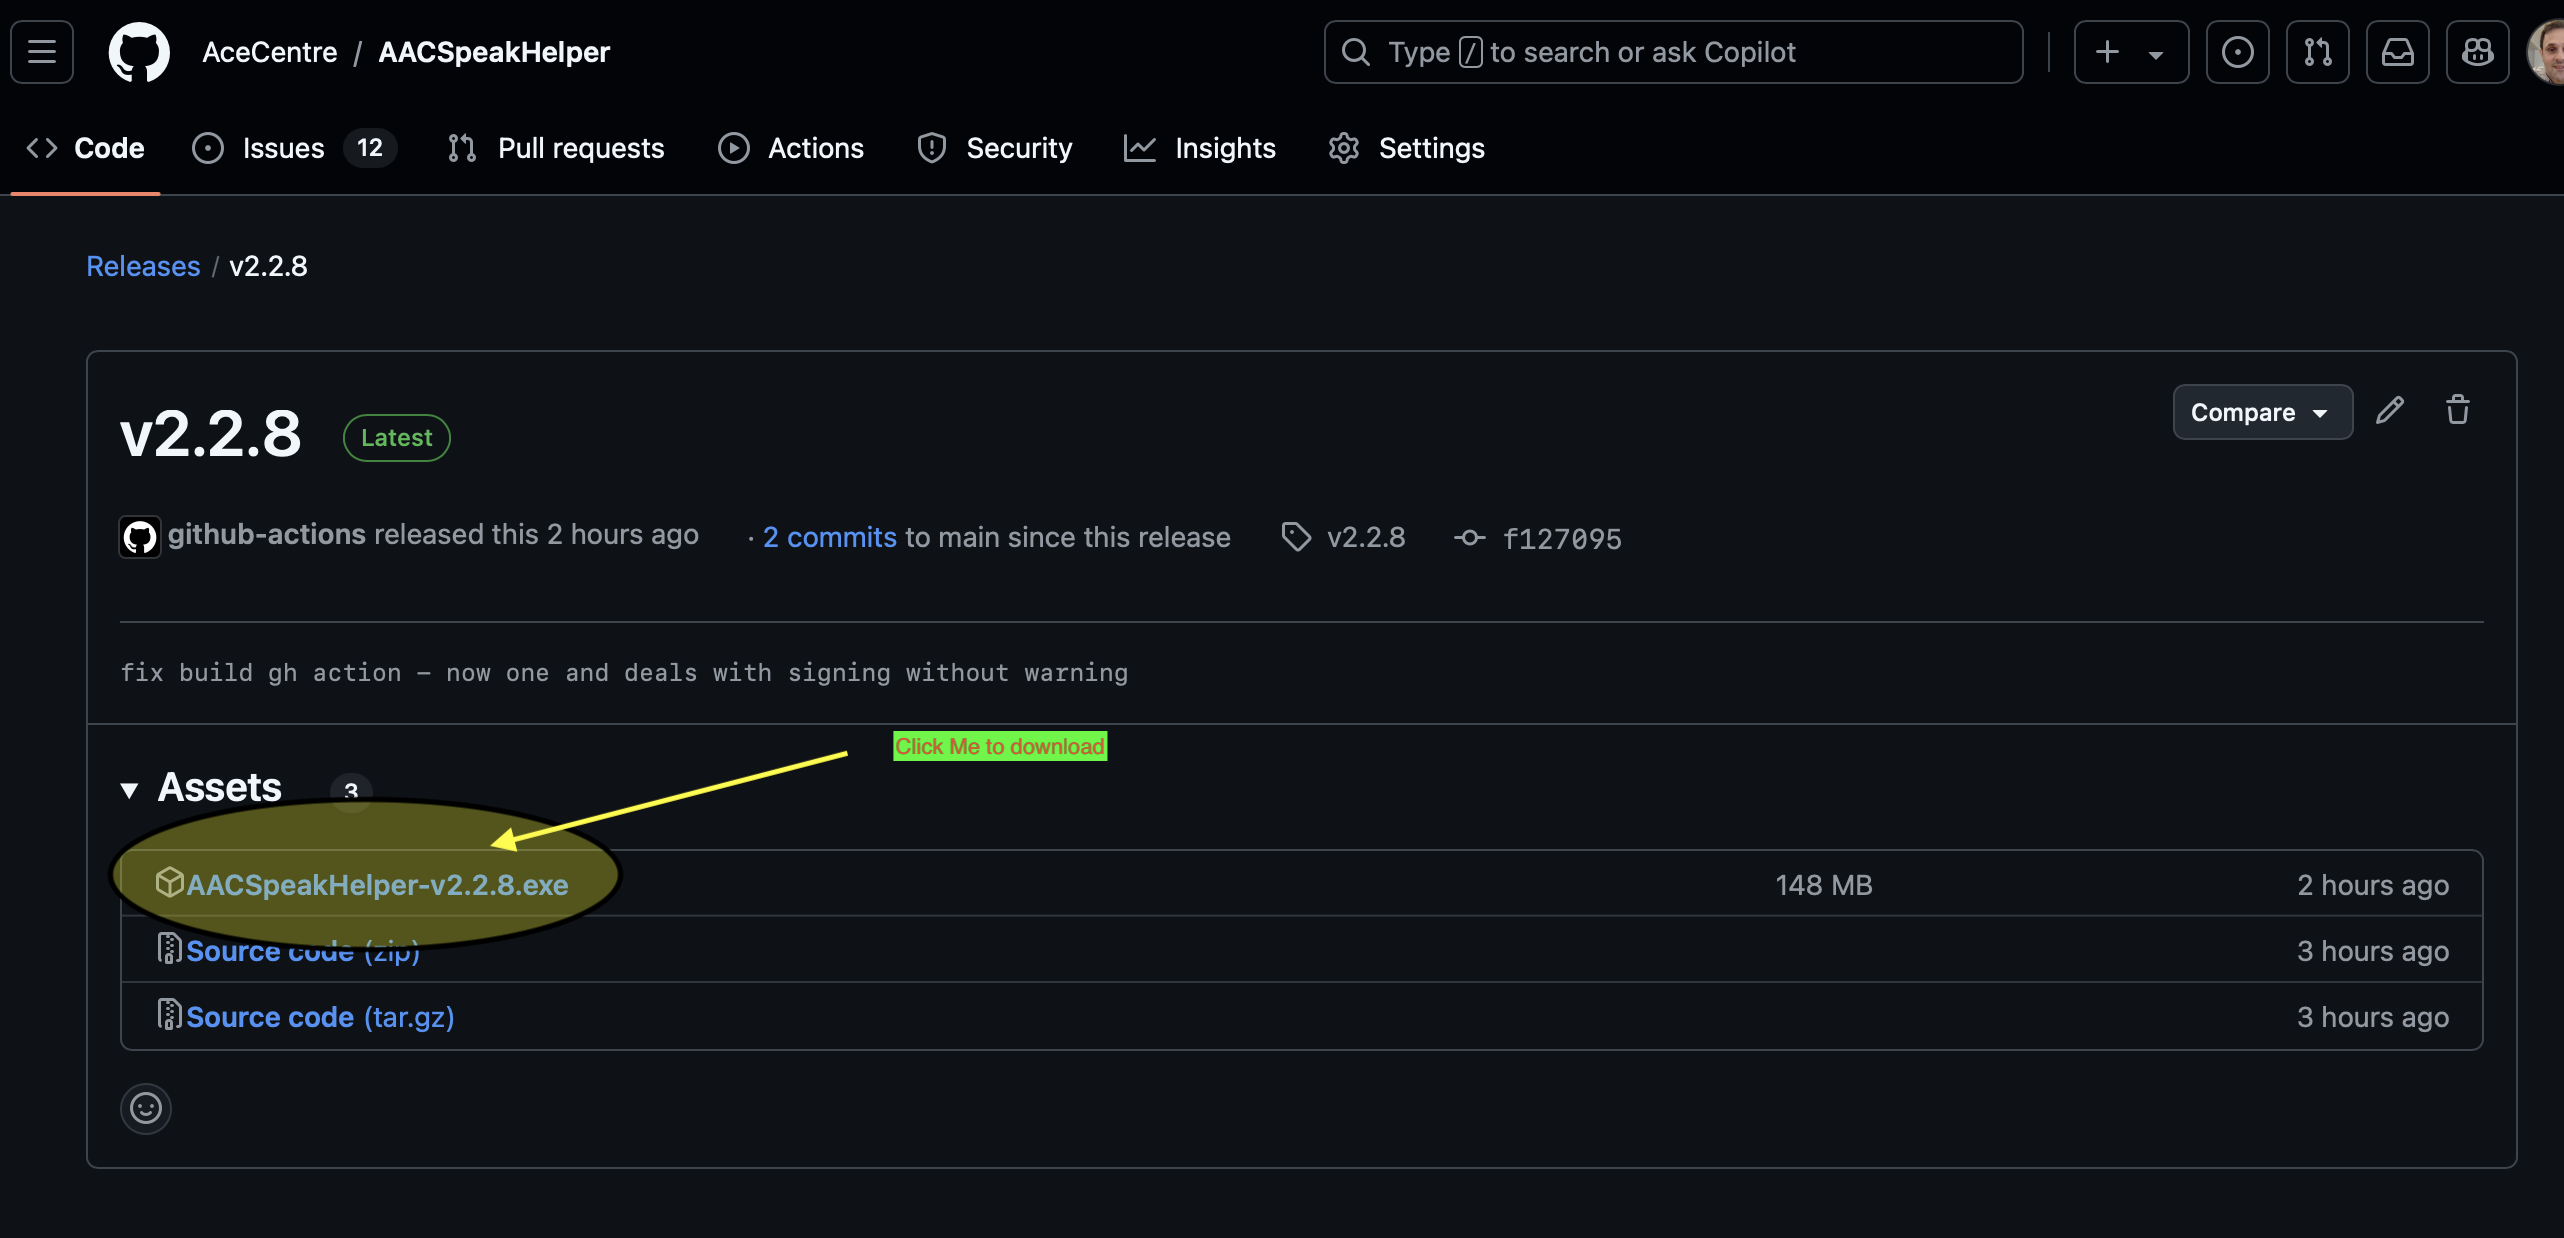 AceCentre / AACSpeakHelper
Type / to search or ask Copilot
Code
Issues 12
Pull requests
Actions
Security
Insights
Settings
Releases / v2.2.8
v2.2.8 Latest
Compare
github-actions released this 2 hours ago · 2 commits to main since this release v2.2.8 f127095
fix build gh action – now one and deals with signing without warning
Click Me to download
Assets 3
AACSpeakHelper-v2.2.8.exe 148 MB 2 hours ago
Source code (zip) 3 hours ago
Source code (tar.gz) 3 hours ago